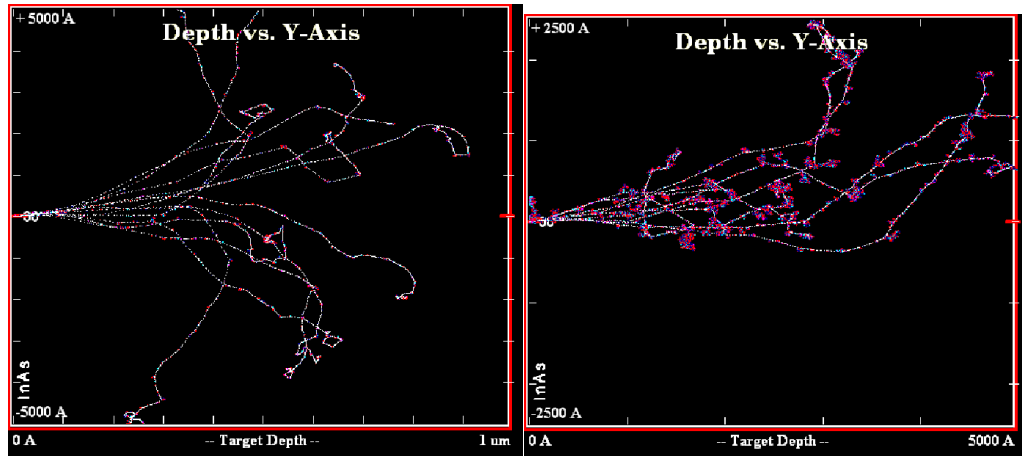 +5000 A
Depth vs. Y-Axis
InAs
-5000 A
0 A
-- Target Depth --
1 um
+2500 A
Depth vs. Y-Axis
InAs
-2500 A
0 A
-- Target Depth --
5000 A